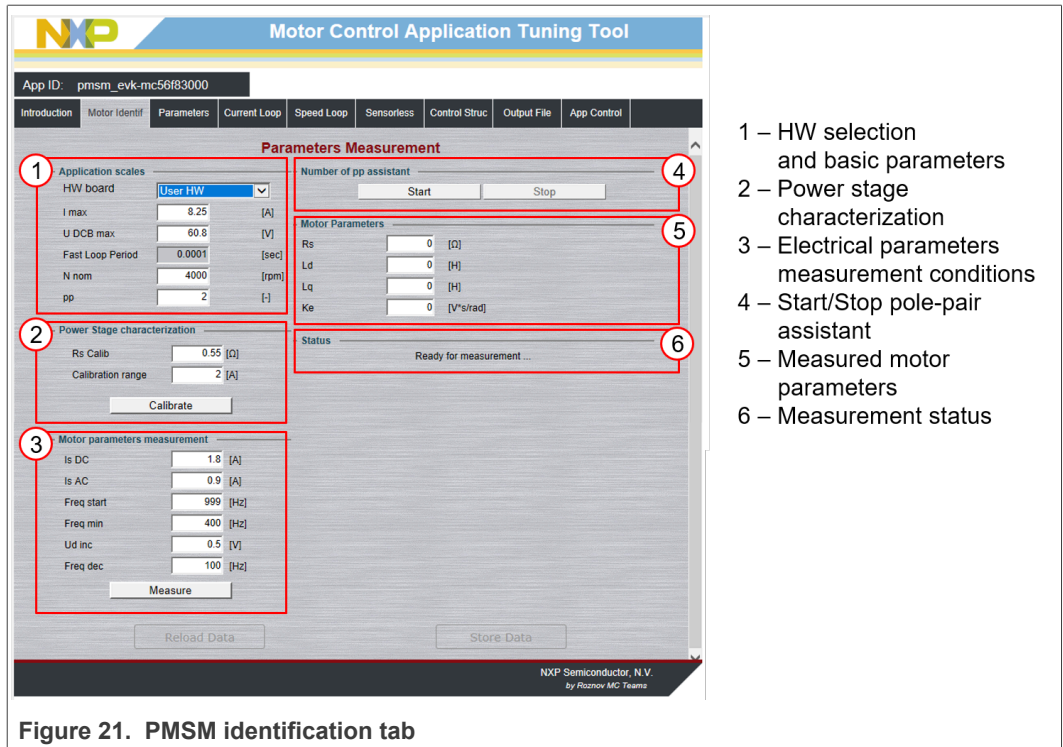 NXP
Motor Control Application Tuning Tool
App ID: pmsm_evk-mc56f83000
Introduction Motor Identif Parameters Current Loop Speed Loop Sensorless Control Struc Output File App Control
Parameters Measurement
1
Application scales
HW board User HW
I max 8.25 [A]
U DCB max 60.8 [V]
Fast Loop Period 0.0001 [sec]
N nom 4000 [rpm]
pp 2 [-]
2
Power Stage characterization
Rs Calib 0.55 [Ω]
Calibration range 2 [A]
Calibrate
3
Motor parameters measurement
Is DC 1.8 [A]
Is AC 0.9 [A]
Freq start 999 [Hz]
Freq min 400 [Hz]
Ud inc 0.5 [V]
Freq dec 100 [Hz]
Measure
Number of pp assistant
4
Start Stop
Motor Parameters
5
Rs 0 [Ω]
Ld 0 [H]
Lq 0 [H]
Ke 0 [V*s/rad]
Status
6
Ready for measurement ...
Reload Data Store Data
NXP Semiconductor, N.V.
by Roznov MC Teams
1 – HW selection
and basic parameters
2 – Power stage
characterization
3 – Electrical parameters
measurement conditions
4 – Start/Stop pole-pair
assistant
5 – Measured motor
parameters
6 – Measurement status
Figure 21. PMSM identification tab